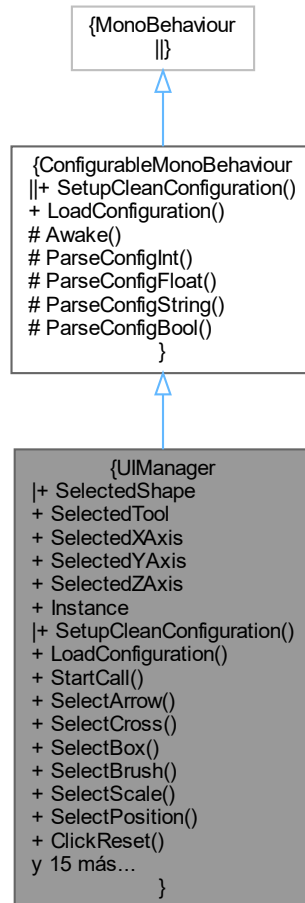 {MonoBehaviour
||}
{ConfigurableMonoBehaviour
||+ SetupCleanConfiguration()
+ LoadConfiguration()
# Awake()
# ParseConfigInt()
# ParseConfigFloat()
# ParseConfigString()
# ParseConfigBool()
}
{UIManager
|+ SelectedShape
+ SelectedTool
+ SelectedXAxis
+ SelectedYAxis
+ SelectedZAxis
+ Instance
|+ SetupCleanConfiguration()
+ LoadConfiguration()
+ StartCall()
+ SelectArrow()
+ SelectCross()
+ SelectBox()
+ SelectBrush()
+ SelectScale()
+ SelectPosition()
+ ClickReset()
y 15 más...
}